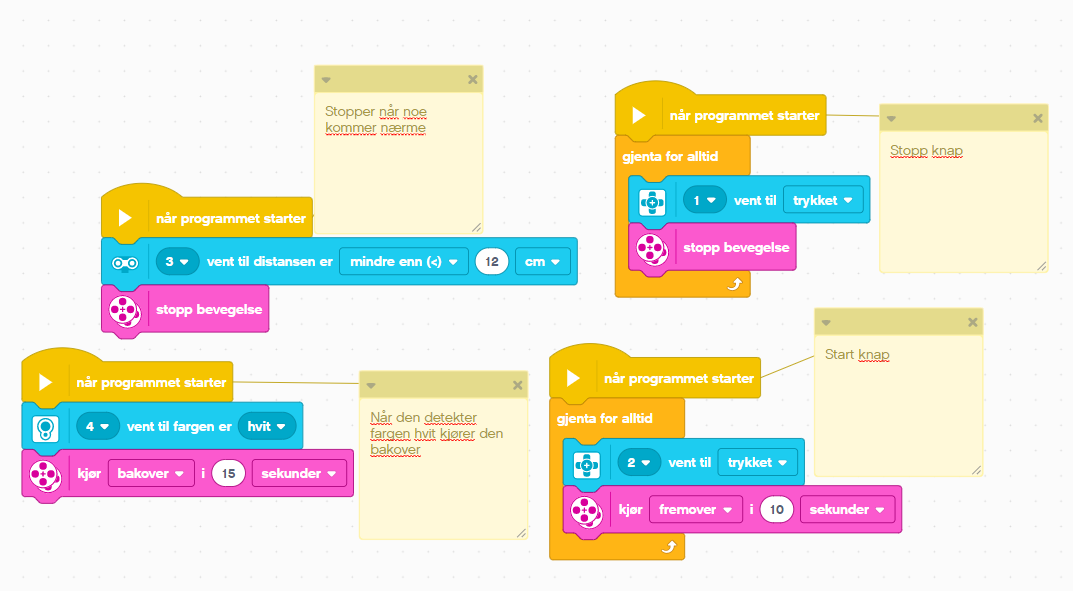 Stopper når noe
kommer nærme
når programmet starter
3 vent til distansen er mindre enn (<) 12 cm
stopp bevegelse
når programmet starter
Stopp knap
gjenta for alltid
1 vent til trykket
stopp bevegelse
når programmet starter
Når den detekter
fargen hvit kjører den
bakover
4 vent til fargen er hvit
kjør bakover i 15 sekunder
når programmet starter
Start knap
gjenta for alltid
2 vent til trykket
kjør fremover i 10 sekunder